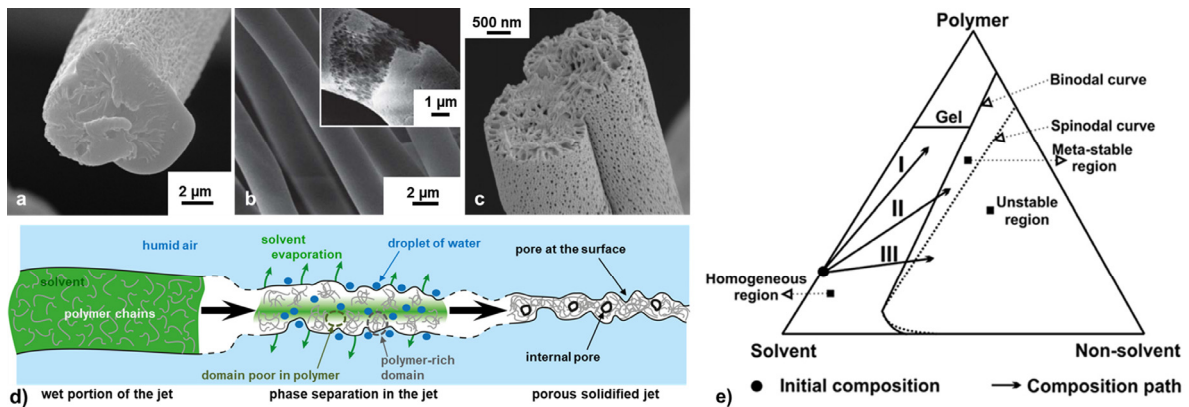 a
2 µm
b
1 µm
2 µm
500 nm
c
humid air
solvent
evaporation
droplet of water
pore at the surface
solvent
polymer chains
internal pore
domain poor in polymer
polymer-rich
domain
d)
wet portion of the jet
phase separation in the jet
porous solidified jet
Polymer
Binodal curve
Gel
Spinodal curve
Meta-stable
region
I
II
Unstable
region
III
Homogeneous
region
Solvent
Non-solvent
e)
Initial composition
Composition path